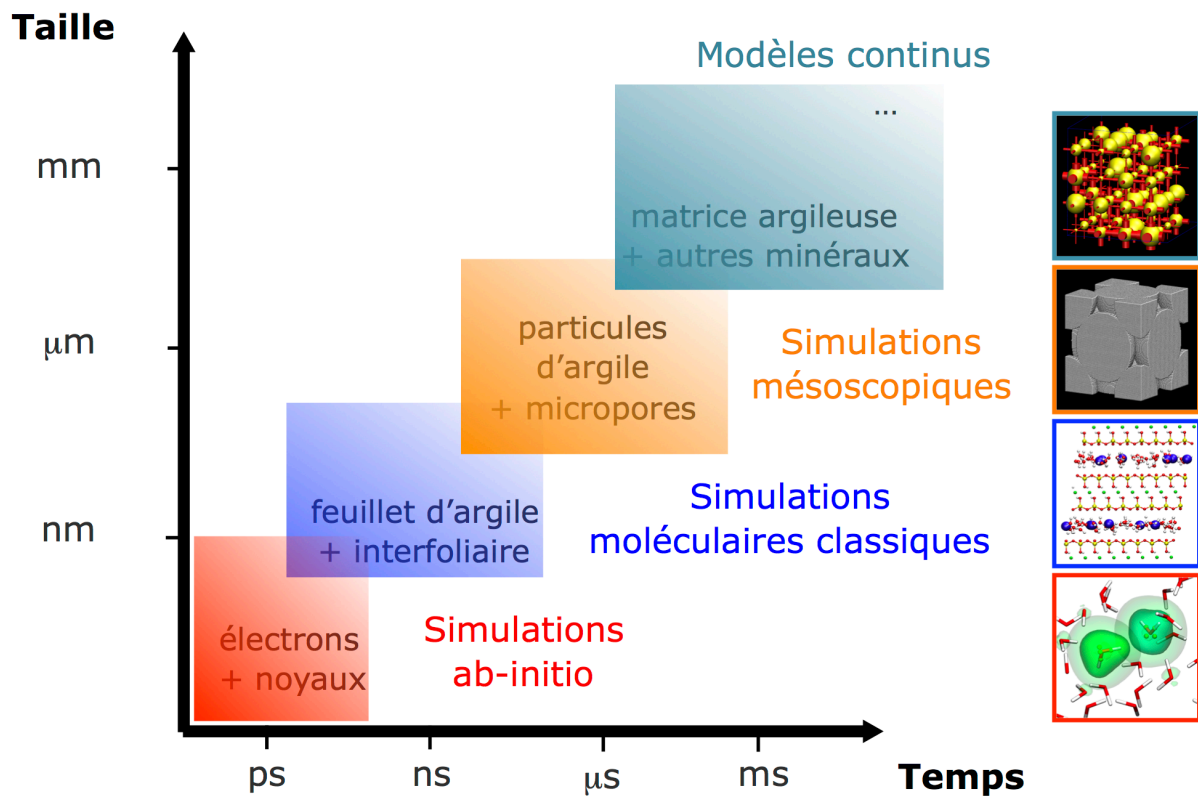 Taille
Modèles continus
...
mm
matrice argileuse
+ autres minéraux
μm
particules
d'argile
+ micropores
Simulations
mésoscopiques
nm
feuillet d'argile
+ interfoliaire
Simulations
moléculaires classiques
électrons
+ noyaux
Simulations
ab-initio
ps
ns
μs
ms
Temps